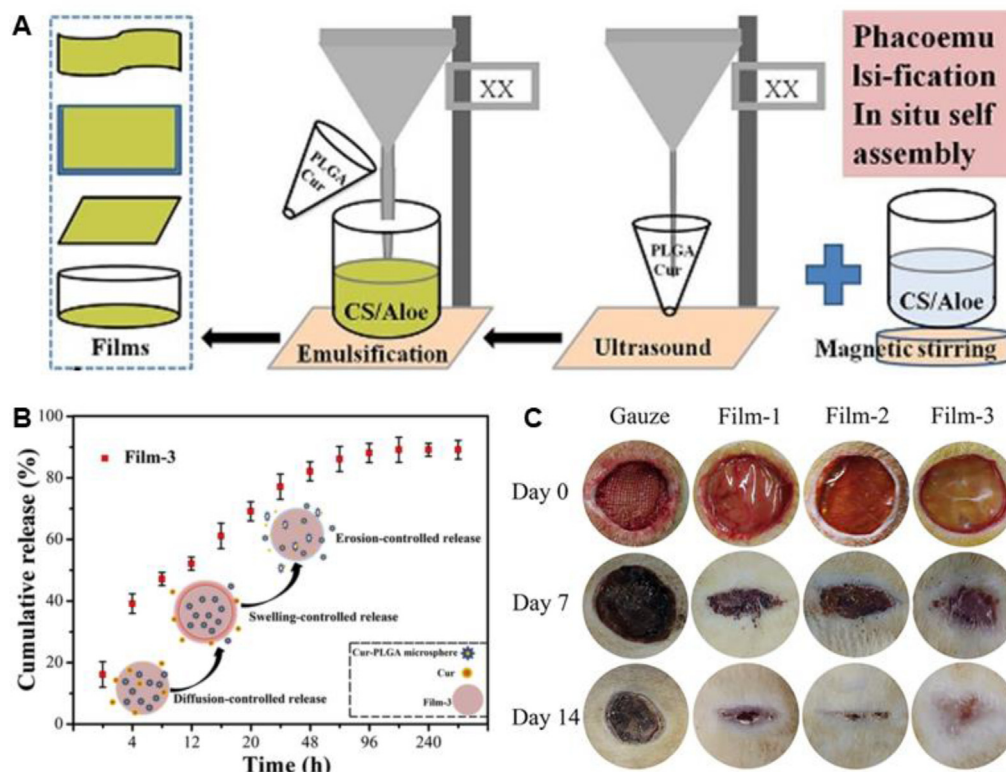 A
Films
XX
PLGA
Cur
CS/Aloe
Emulsification
XX
PLGA
Cur
Ultrasound
Phacoemu
lsi-fication
In situ self
assembly
CS/Aloe
Magnetic stirring
B
Cumulative release (%)
100
80
60
40
20
0
Film-3
Erosion-controlled release
Swelling-controlled release
Diffusion-controlled release
Cur-PLGA microsphere
Cur
Film-3
4 12 20 48 96 240
Time (h)
C
Gauze Film-1 Film-2 Film-3
Day 0
Day 7
Day 14